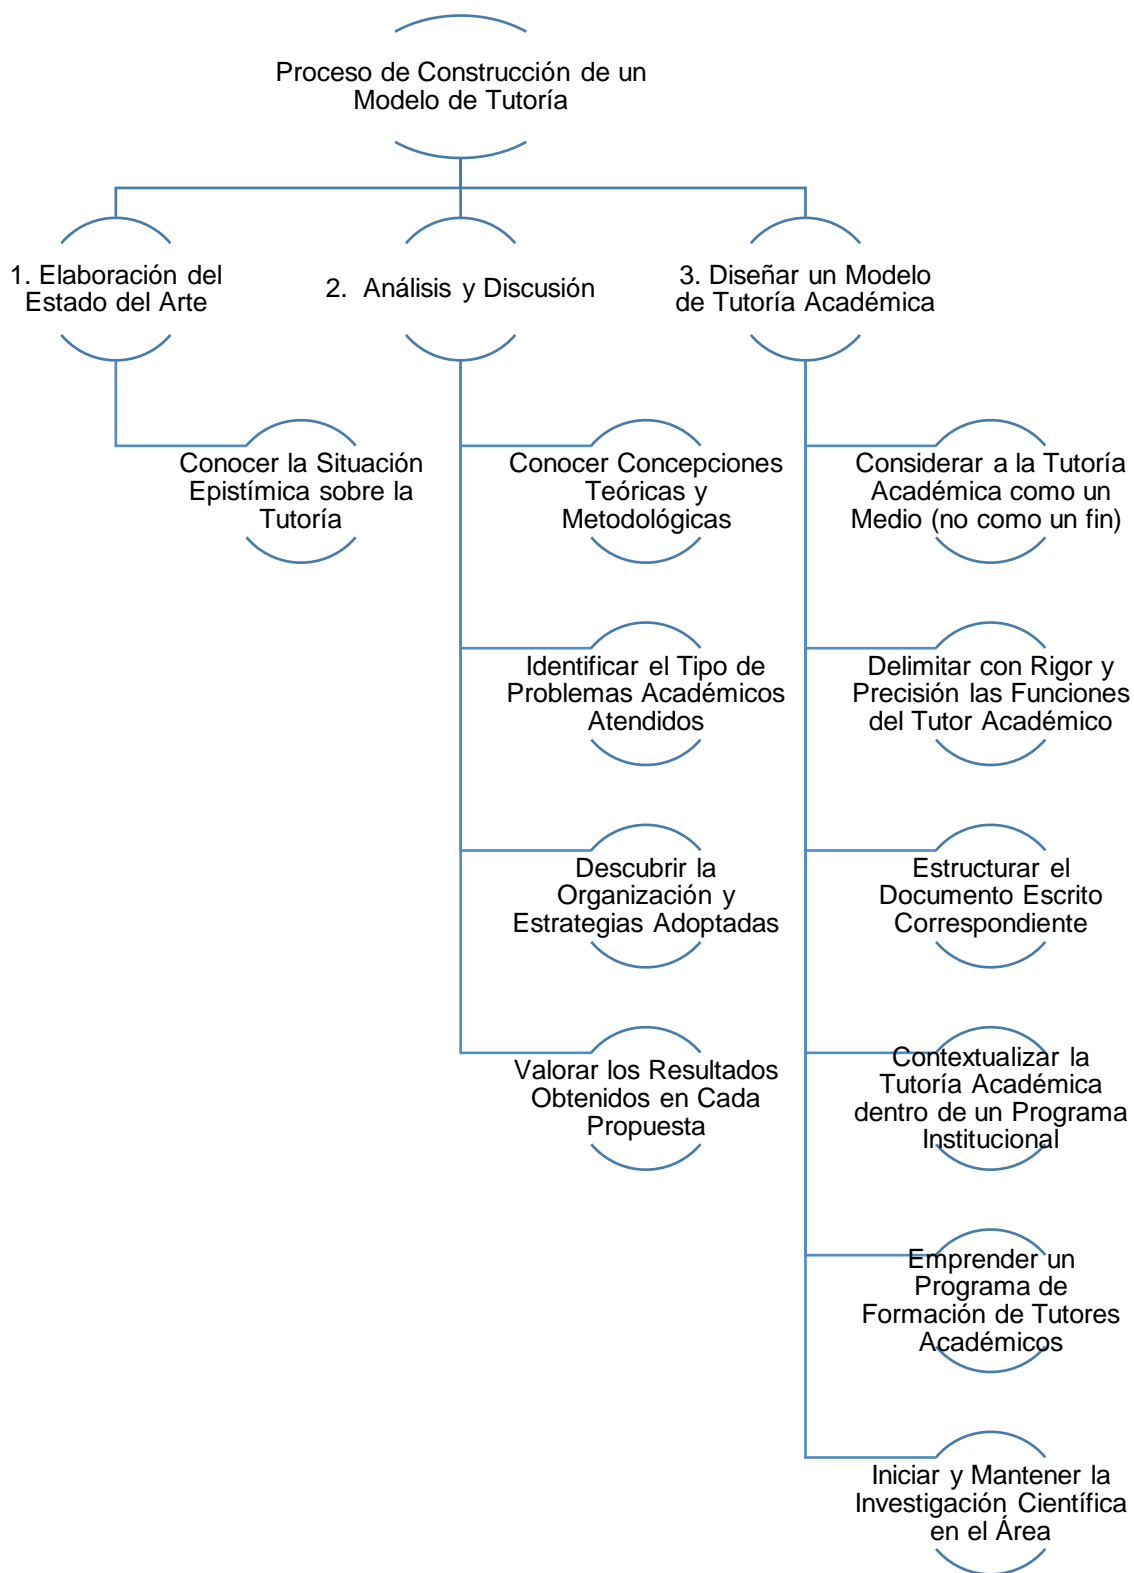 Proceso de Construcción de un
Modelo de Tutoría
1. Elaboración del
Estado del Arte
2. Análisis y Discusión
3. Diseñar un Modelo
de Tutoría Académica
Conocer la Situación
Epistímica sobre la
Tutoría
Conocer Concepciones
Teóricas y
Metodológicas
Identificar el Tipo de
Problemas Académicos
Atendidos
Descubrir la
Organización y
Estrategias Adoptadas
Valorar los Resultados
Obtenidos en Cada
Propuesta
Considerar a la Tutoría
Académica como un
Medio (no como un fin)
Delimitar con Rigor y
Precisión las Funciones
del Tutor Académico
Estructurar el
Documento Escrito
Correspondiente
Contextualizar la
Tutoría Académica
dentro de un Programa
Institucional
Emprender un
Programa de
Formación de Tutores
Académicos
Iniciar y Mantener la
Investigación Científica
en el Área